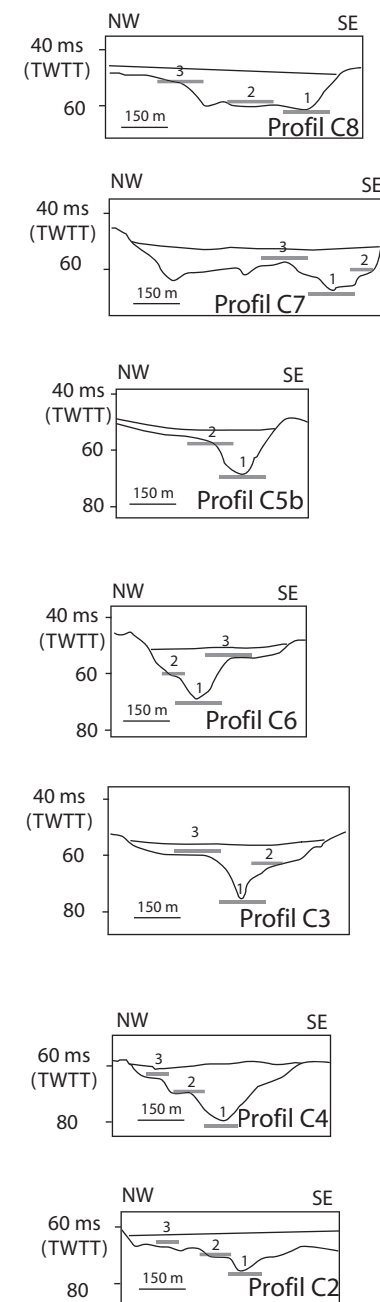 NW SE
40 ms
(TWTT)
3
2
1
60
150 m
Profil C8
NW SE
40 ms
(TWTT)
3
60
2
1
150 m
Profil C7
NW SE
40 ms
(TWTT)
2
60
1
150 m
Profil C5b
80
NW SE
40 ms
(TWTT)
3
2
60
1
150 m
Profil C6
80
NW SE
40 ms
(TWTT)
3
60
2
1
150 m
80
Profil C3
NW SE
60 ms
(TWTT)
3
2
150 m
1
Profil C4
80
NW SE
60 ms
(TWTT)
3
2
1
150 m
Profil C2
80